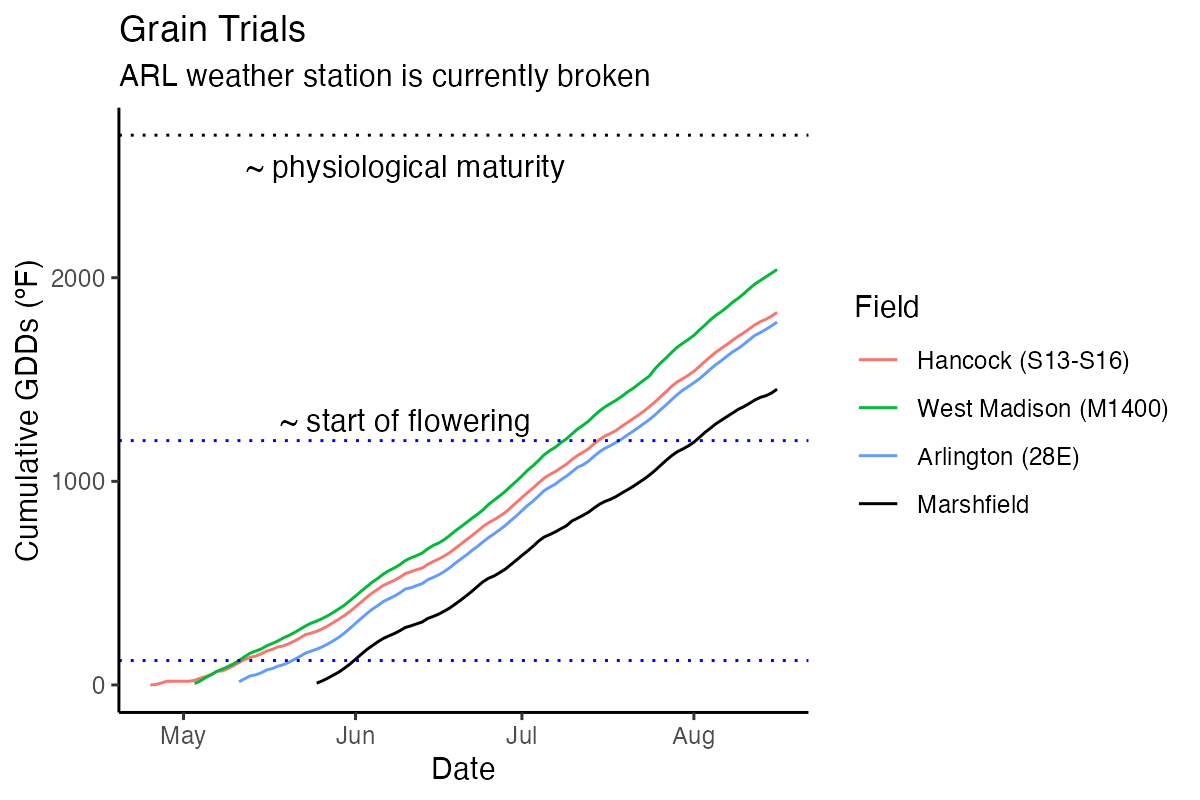 Grain Trials
ARL weather station is currently broken
~ physiological maturity
~ start of flowering
Cumulative GDDs (°F)
2000
1000
0
May Jun Jul Aug
Date
Field
Hancock (S13-S16)
West Madison (M1400)
Arlington (28E)
Marshfield